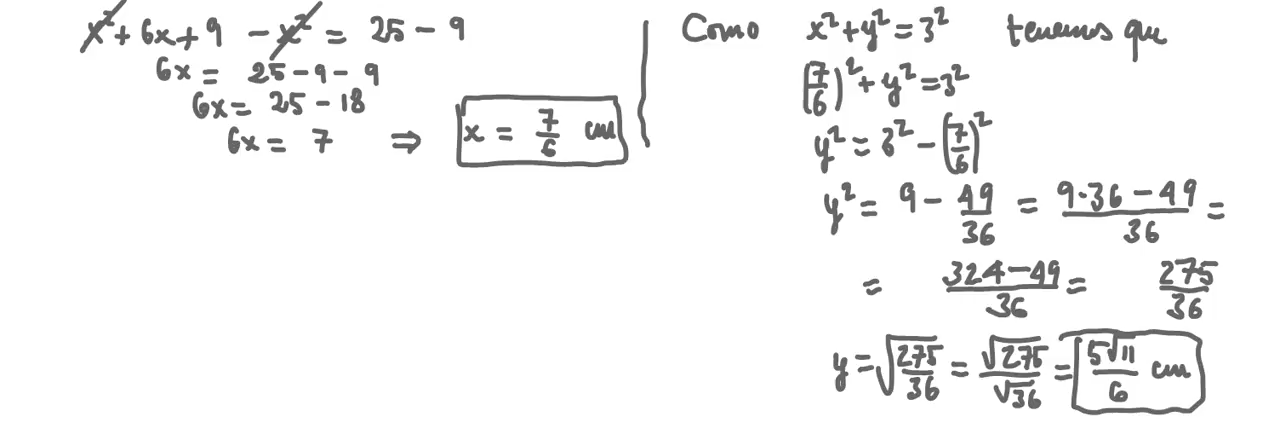 x² + 6x + 9 − x² = 25 − 9
6x = 25 − 9 − 9
6x = 25 − 18
6x = 7 ⇒ x = 7/6 cm
Como x² + y² = 3² tenemos que
(7/6)² + y² = 3²
y² = 3² − (7/6)²
y² = 9 − 49/36 = (9·36 − 49)/36 =
= (324 − 49)/36 = 275/36
y = √(275/36) = √275/√36 = 5√11/6 cm